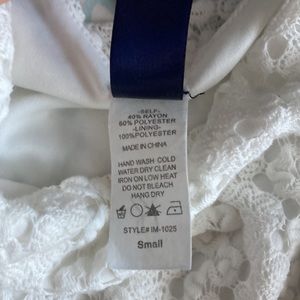 -SELF-
40% RAYON
60% POLYESTER
-LINING-
100%POLYESTER
MADE IN CHINA
HAND WASH COLD
WATER DRY CLEAN
IRON ON LOW HEAT
DO NOT BLEACH
HANG DRY
STYLE# IM-1025
Small